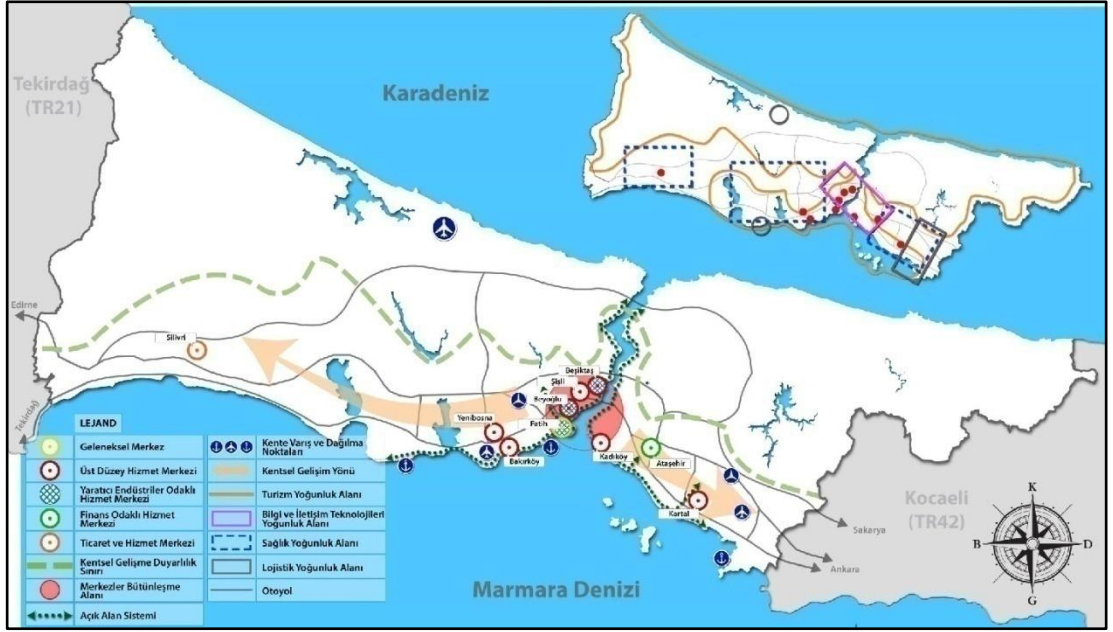 Tekirdağ
(TR21)
Karadeniz
Edirne
Silivri
Beşiktaş
Şişli
Beyoğlu
Yenibosna
Fatih
Bakırköy
Kadıköy
Ataşehir
Kartal
Tekirdağ
Kocaeli
(TR42)
Sakarya
Ankara
Marmara Denizi
K
B
D
G
LEJAND
Geleneksel Merkez
Üst Düzey Hizmet Merkezi
Yaratıcı Endüstriler Odaklı
Hizmet Merkezi
Finans Odaklı Hizmet
Merkezi
Ticaret ve Hizmet Merkezi
Kentsel Gelişme Duyarlılık
Sınırı
Merkezler Bütünleşme
Alanı
Açık Alan Sistemi
Kente Varış ve Dağılma
Noktaları
Kentsel Gelişim Yönü
Turizm Yoğunluk Alanı
Bilgi ve İletişim Teknolojileri
Yoğunluk Alanı
Sağlık Yoğunluk Alanı
Lojistik Yoğunluk Alanı
Otoyol